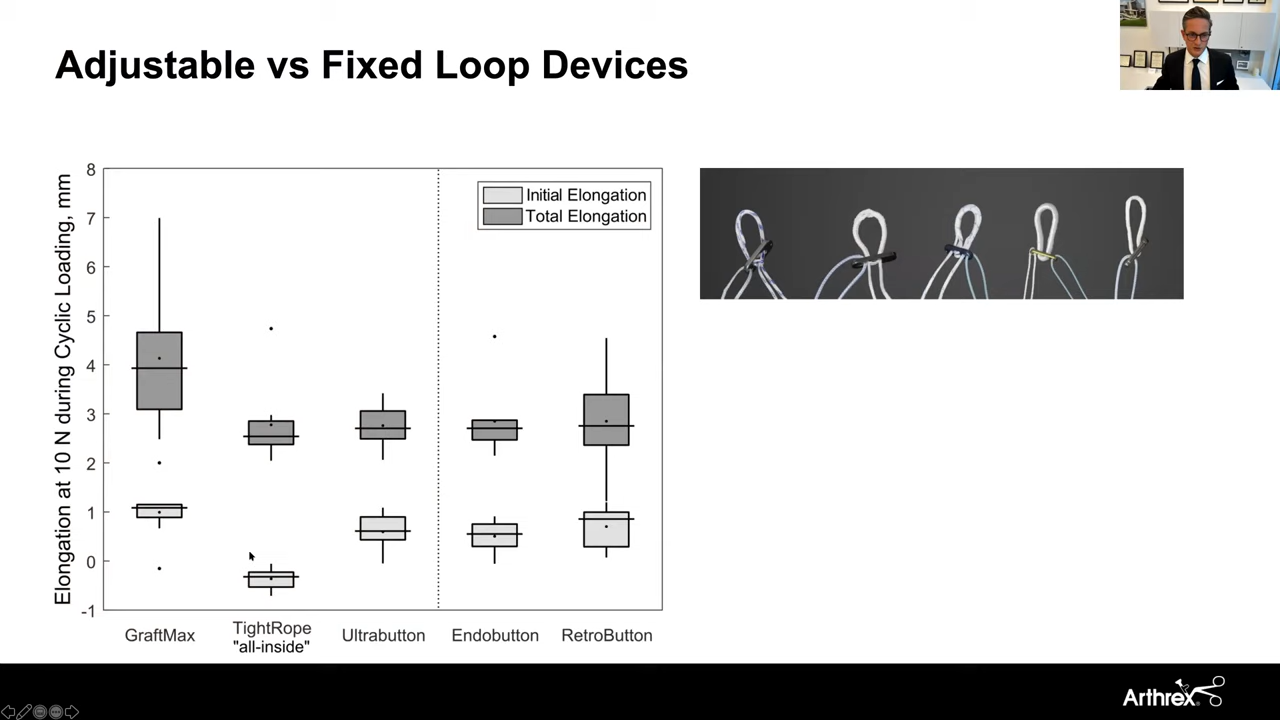 Adjustable vs Fixed Loop Devices
Elongation at 10 N during Cyclic Loading, mm
8
7
6
5
4
3
2
1
0
-1
Initial Elongation
Total Elongation
GraftMax
TightRope
"all-inside"
Ultrabutton
Endobutton
RetroButton
Arthrex®